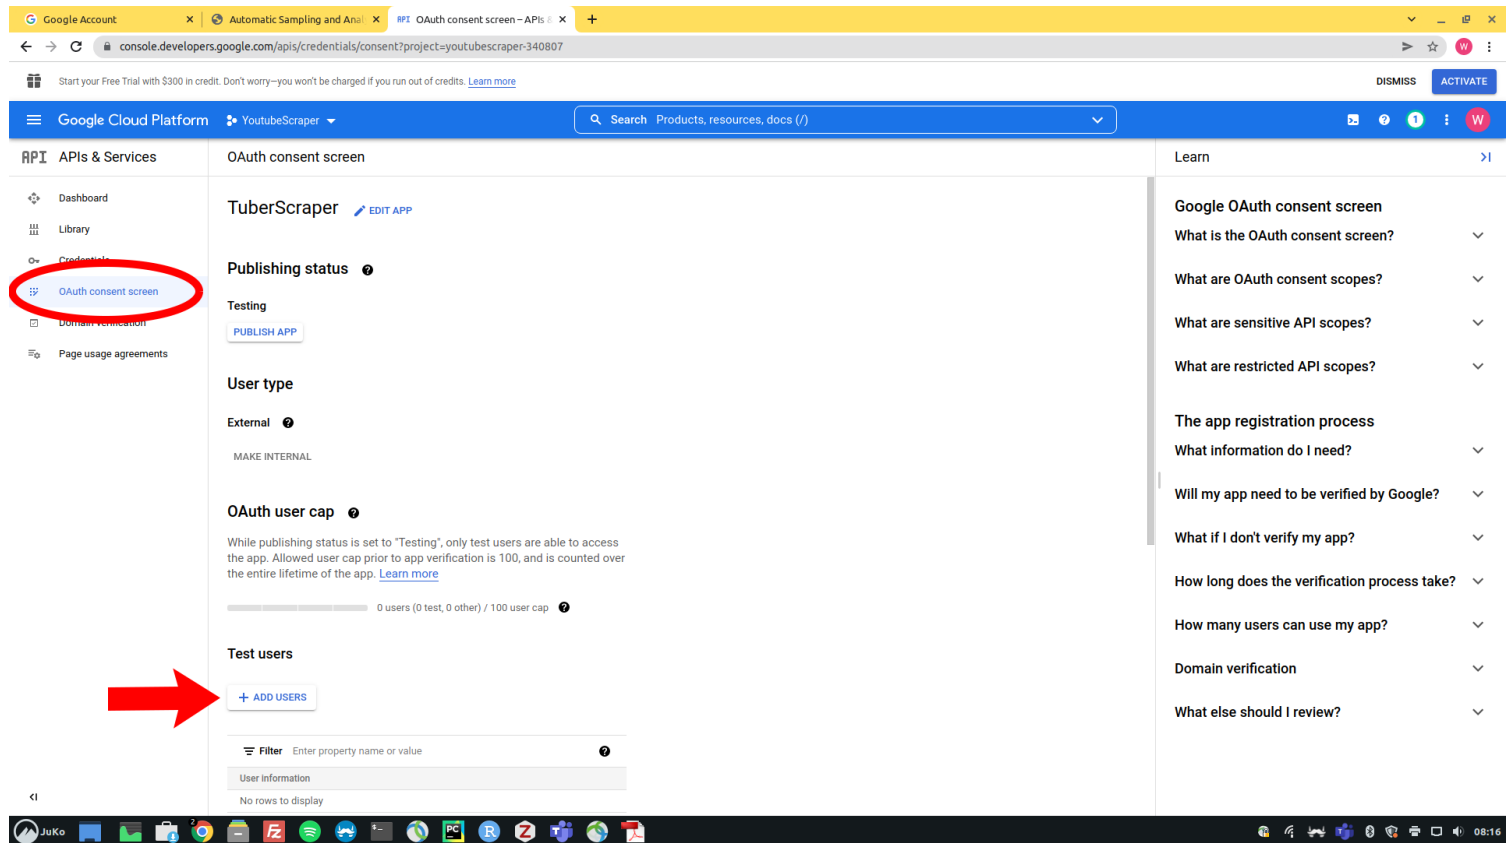 Google Account
Automatic Sampling and Anal
API OAuth consent screen – APIs &
console.developers.google.com/apis/credentials/consent?project=youtubescraper-340807
W
Start your Free Trial with $300 in credit. Don't worry—you won't be charged if you run out of credits. Learn more
DISMISS
ACTIVATE
Google Cloud Platform
YoutubeScraper
Search Products, resources, docs (/)
1
W
API APIs & Services
Dashboard
Library
Credentials
OAuth consent screen
Domain verification
Page usage agreements
OAuth consent screen
TuberScraper
EDIT APP
Publishing status
Testing
PUBLISH APP
User type
External
MAKE INTERNAL
OAuth user cap
While publishing status is set to "Testing", only test users are able to access
the app. Allowed user cap prior to app verification is 100, and is counted over
the entire lifetime of the app. Learn more
0 users (0 test, 0 other) / 100 user cap
Test users
+ ADD USERS
Filter Enter property name or value
User information
No rows to display
Learn
Google OAuth consent screen
What is the OAuth consent screen?
What are OAuth consent scopes?
What are sensitive API scopes?
What are restricted API scopes?
The app registration process
What information do I need?
Will my app need to be verified by Google?
What if I don't verify my app?
How long does the verification process take?
How many users can use my app?
Domain verification
What else should I review?
JuKo
2
FZ
PC
R
Z
08:16